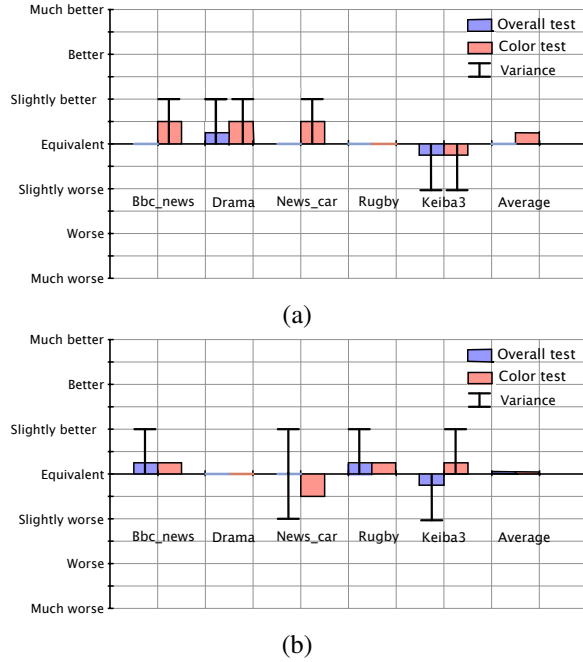 Much better
Overall test
Color test
Better
Variance
Slightly better
Equivalent
Slightly worse
Bbc_news Drama News_car Rugby Keiba3 Average
Worse
Much worse
(a)
Much better
Overall test
Color test
Better
Variance
Slightly better
Equivalent
Slightly worse
Bbc_news Drama News_car Rugby Keiba3 Average
Worse
Much worse
(b)